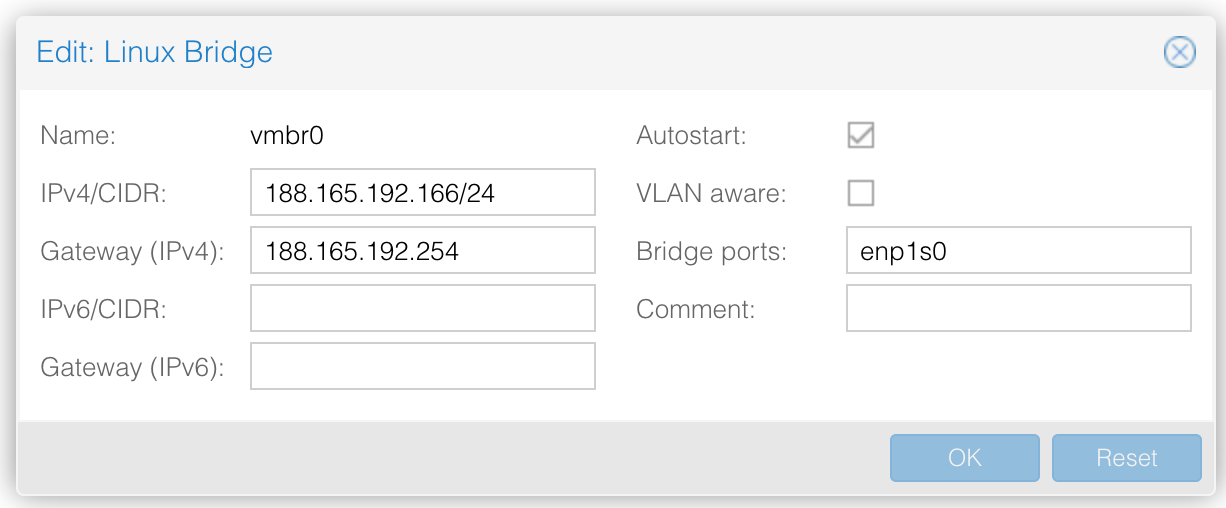 Edit: Linux Bridge
Name: vmbr0
IPv4/CIDR: 188.165.192.166/24
Gateway (IPv4): 188.165.192.254
IPv6/CIDR:
Gateway (IPv6):
Autostart:
VLAN aware:
Bridge ports: enp1s0
Comment:
OK
Reset